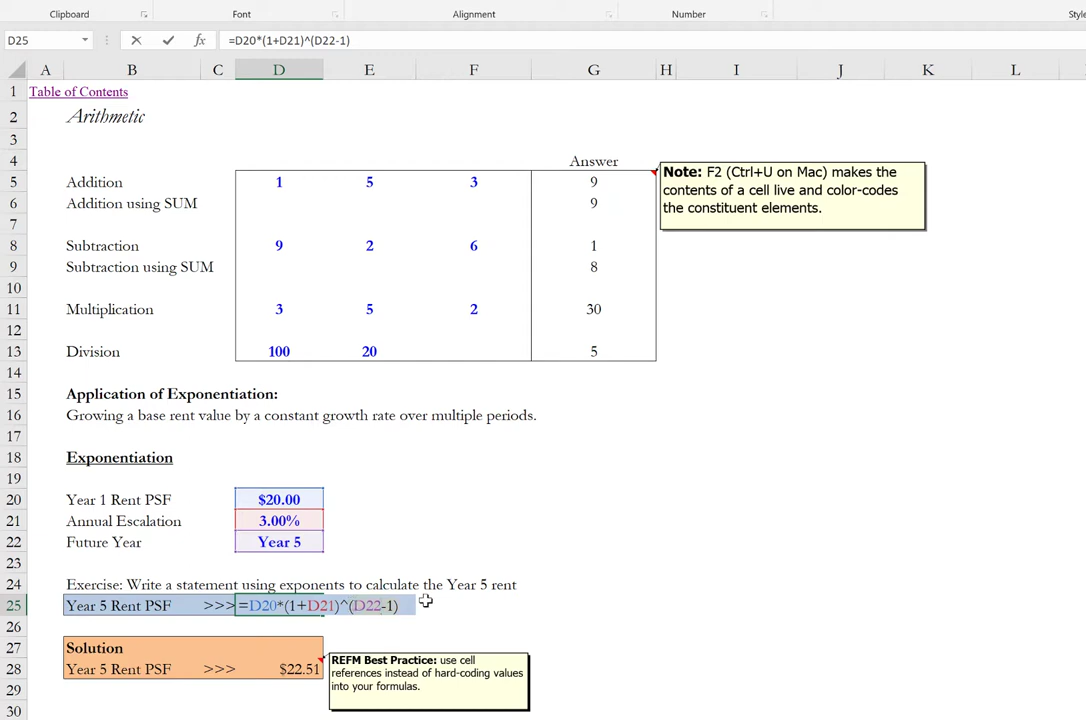 Clipboard Font Alignment Number
D25 =D20*(1+D21)^(D22-1)
A B C D E F G H I J K L
1 Table of Contents
2 Arithmetic
3
4 Answer
5 Addition 1 5 3 9
6 Addition using SUM 9
7
8 Subtraction 9 2 6 1
9 Subtraction using SUM 8
10
11 Multiplication 3 5 2 30
12
13 Division 100 20 5
14
15 Application of Exponentiation:
16 Growing a base rent value by a constant growth rate over multiple periods.
17
18 Exponentiation
19
20 Year 1 Rent PSF $20.00
21 Annual Escalation 3.00%
22 Future Year Year 5
23
24 Exercise: Write a statement using exponents to calculate the Year 5 rent
25 Year 5 Rent PSF >>> =D20*(1+D21)^(D22-1)
26
27 Solution
28 Year 5 Rent PSF >>> $22.51
29
30
Note: F2 (Ctrl+U on Mac) makes the
contents of a cell live and color-codes
the constituent elements.
REFM Best Practice: use cell
references instead of hard-coding values
into your formulas.